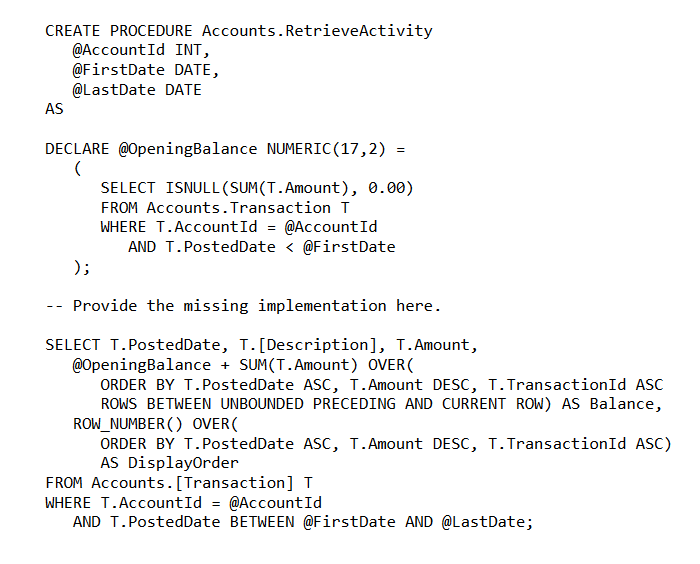 CREATE PROCEDURE Accounts.RetrieveActivity
@AccountId INT,
@FirstDate DATE,
@LastDate DATE
AS
DECLARE @OpeningBalance NUMERIC(17,2) =
(
SELECT ISNULL(SUM(T.Amount), 0.00)
FROM Accounts.Transaction T
WHERE T.AccountId = @AccountId
AND T.PostedDate < @FirstDate
);
-- Provide the missing implementation here.
SELECT T.PostedDate, T.[Description], T.Amount,
@OpeningBalance + SUM(T.Amount) OVER(
ORDER BY T.PostedDate ASC, T.Amount DESC, T.TransactionId ASC
ROWS BETWEEN UNBOUNDED PRECEDING AND CURRENT ROW) AS Balance,
ROW_NUMBER() OVER(
ORDER BY T.PostedDate ASC, T.Amount DESC, T.TransactionId ASC)
AS DisplayOrder
FROM Accounts.[Transaction] T
WHERE T.AccountId = @AccountId
AND T.PostedDate BETWEEN @FirstDate AND @LastDate;